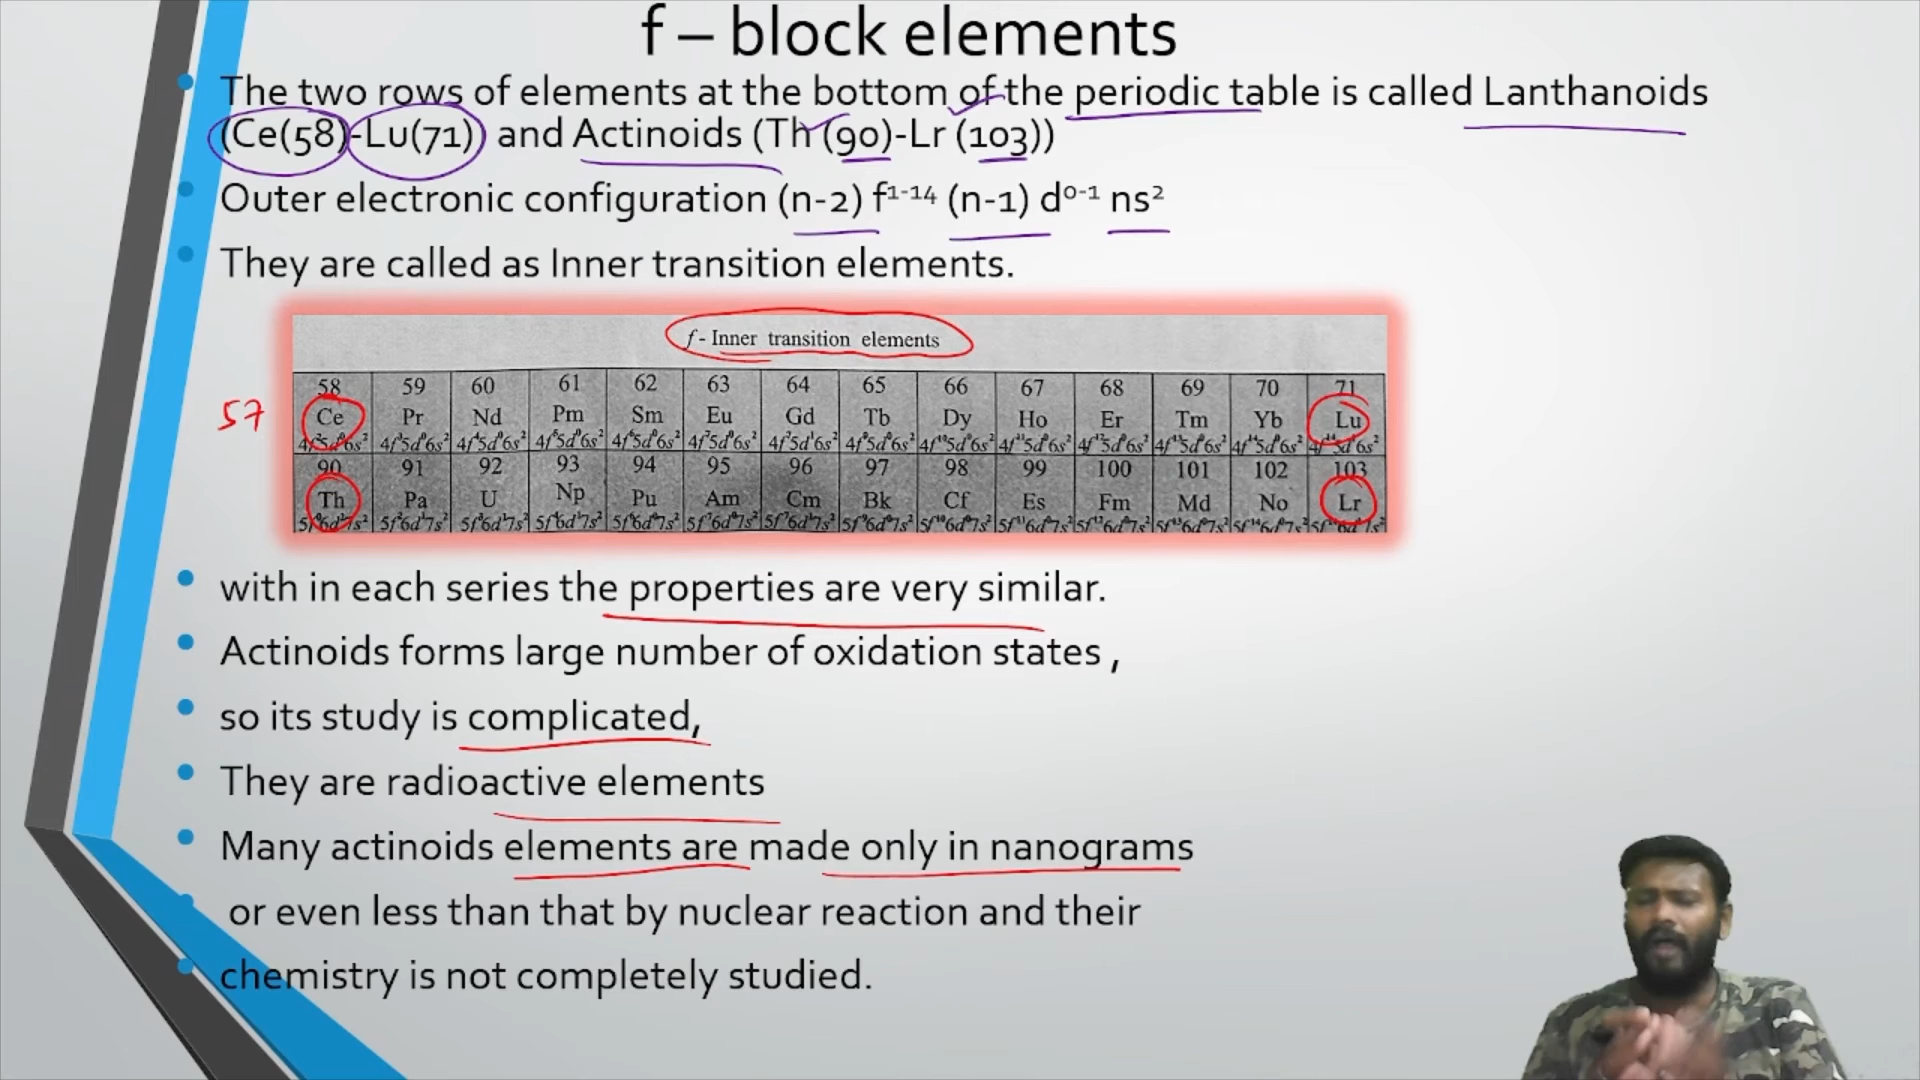 f – block elements
The two rows of elements at the bottom of the periodic table is called Lanthanoids
(Ce(58)-Lu(71) and Actinoids (Th (90)-Lr (103))
Outer electronic configuration (n-2) f¹⁻¹⁴ (n-1) d⁰⁻¹ ns²
They are called as Inner transition elements.
f - Inner transition elements
58 59 60 61 62 63 64 65 66 67 68 69 70 71
57 Ce Pr Nd Pm Sm Eu Gd Tb Dy Ho Er Tm Yb Lu
90 91 92 93 94 95 96 97 98 99 100 101 102 103
Th Pa U Np Pu Am Cm Bk Cf Es Fm Md No Lr
with in each series the properties are very similar.
Actinoids forms large number of oxidation states ,
so its study is complicated,
They are radioactive elements
Many actinoids elements are made only in nanograms
or even less than that by nuclear reaction and their
chemistry is not completely studied.